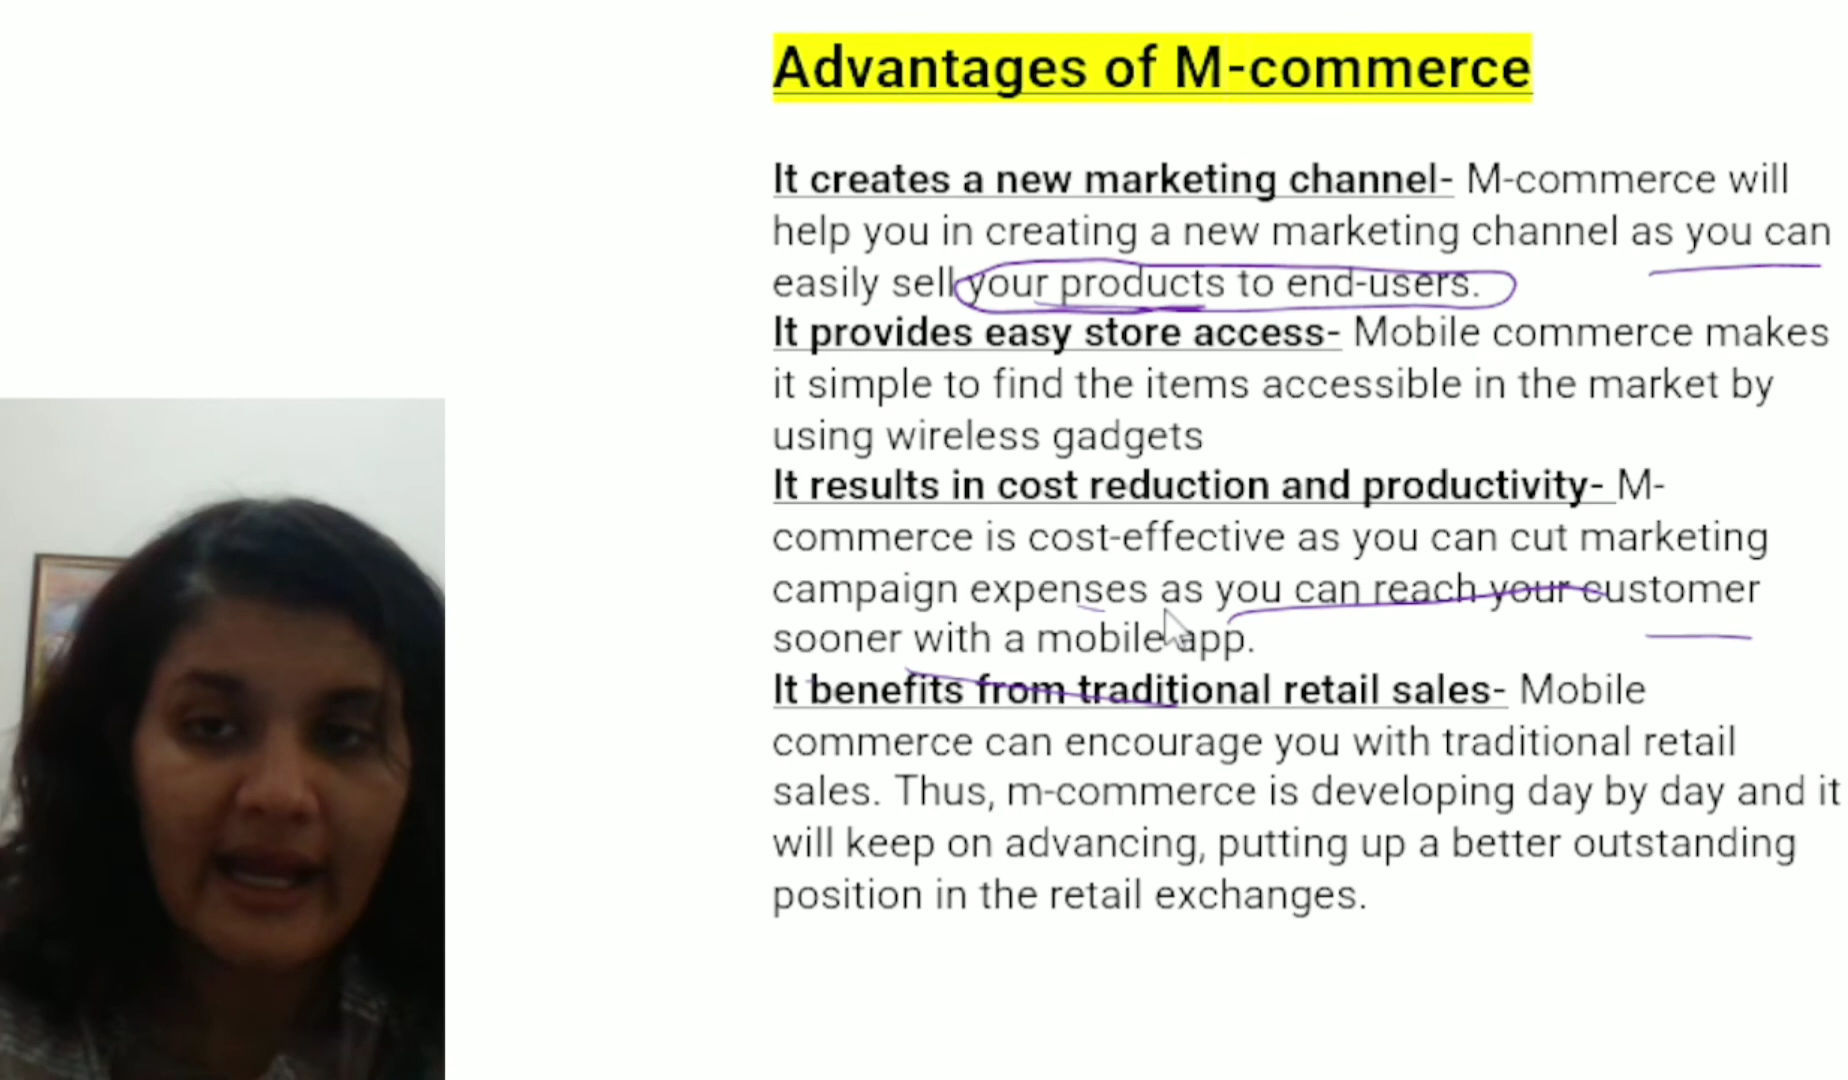 Advantages of M-commerce
It creates a new marketing channel- M-commerce will
help you in creating a new marketing channel as you can
easily sell your products to end-users.
It provides easy store access- Mobile commerce makes
it simple to find the items accessible in the market by
using wireless gadgets
It results in cost reduction and productivity- M-
commerce is cost-effective as you can cut marketing
campaign expenses as you can reach your customer
sooner with a mobile app.
It benefits from traditional retail sales- Mobile
commerce can encourage you with traditional retail
sales. Thus, m-commerce is developing day by day and it
will keep on advancing, putting up a better outstanding
position in the retail exchanges.